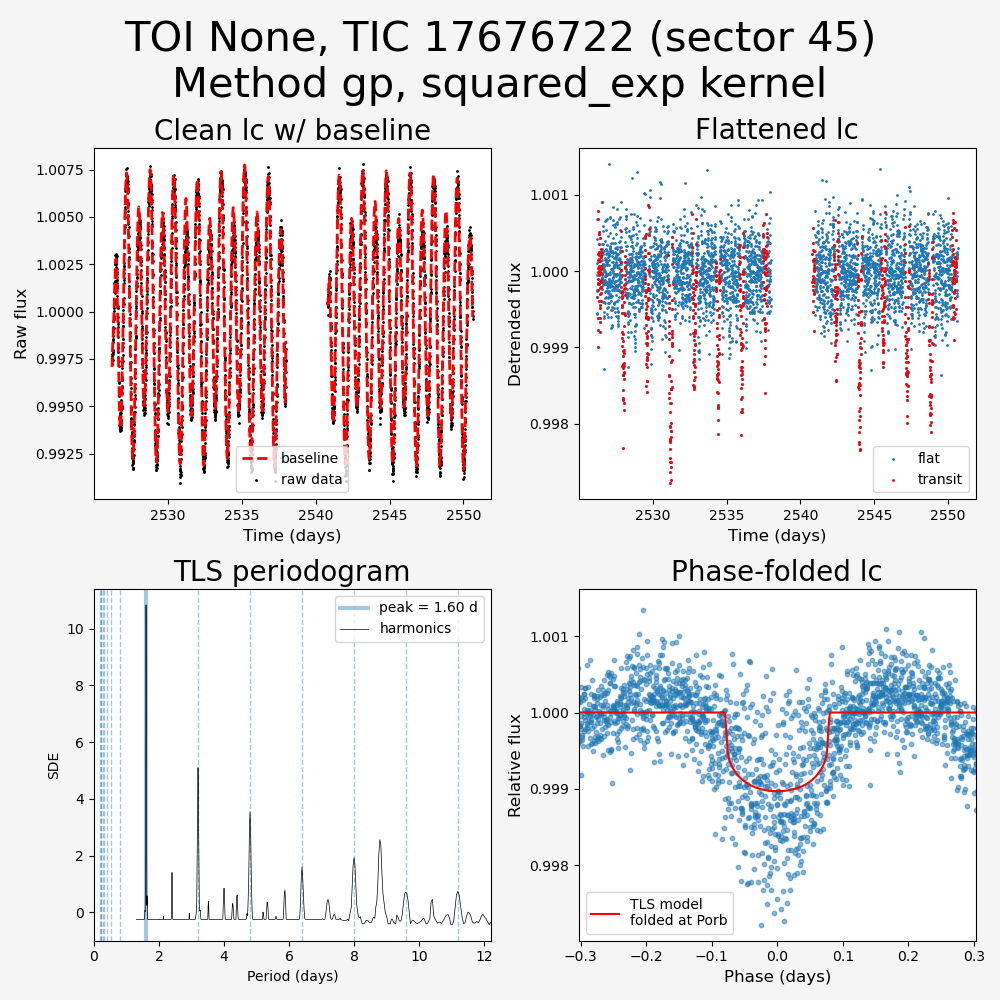 TOI None, TIC 17676722 (sector 45)
Method gp, squared_exp kernel
Clean lc w/ baseline
Raw flux
1.0075
1.0050
1.0025
1.0000
0.9975
0.9950
0.9925
baseline
raw data
2530
2535
2540
2545
2550
Time (days)
Flattened lc
Detrended flux
1.001
1.000
0.999
0.998
flat
transit
2530
2535
2540
2545
2550
Time (days)
TLS periodogram
SDE
10
8
6
4
2
0
peak = 1.60 d
harmonics
0
2
4
6
8
10
12
Period (days)
Phase-folded lc
Relative flux
1.001
1.000
0.999
0.998
TLS model
folded at Porb
−0.3
−0.2
−0.1
0.0
0.1
0.2
0.3
Phase (days)